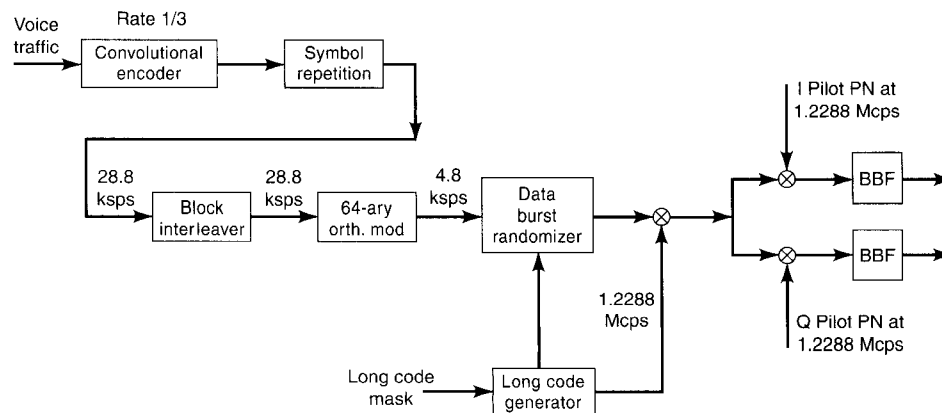 Voice
traffic
Rate 1/3
Convolutional
encoder
Symbol
repetition
28.8
ksps
Block
interleaver
28.8
ksps
64-ary
orth. mod
4.8
ksps
Data
burst
randomizer
1.2288
Mcps
Long code
mask
Long code
generator
I Pilot PN at
1.2288 Mcps
BBF
BBF
Q Pilot PN at
1.2288 Mcps